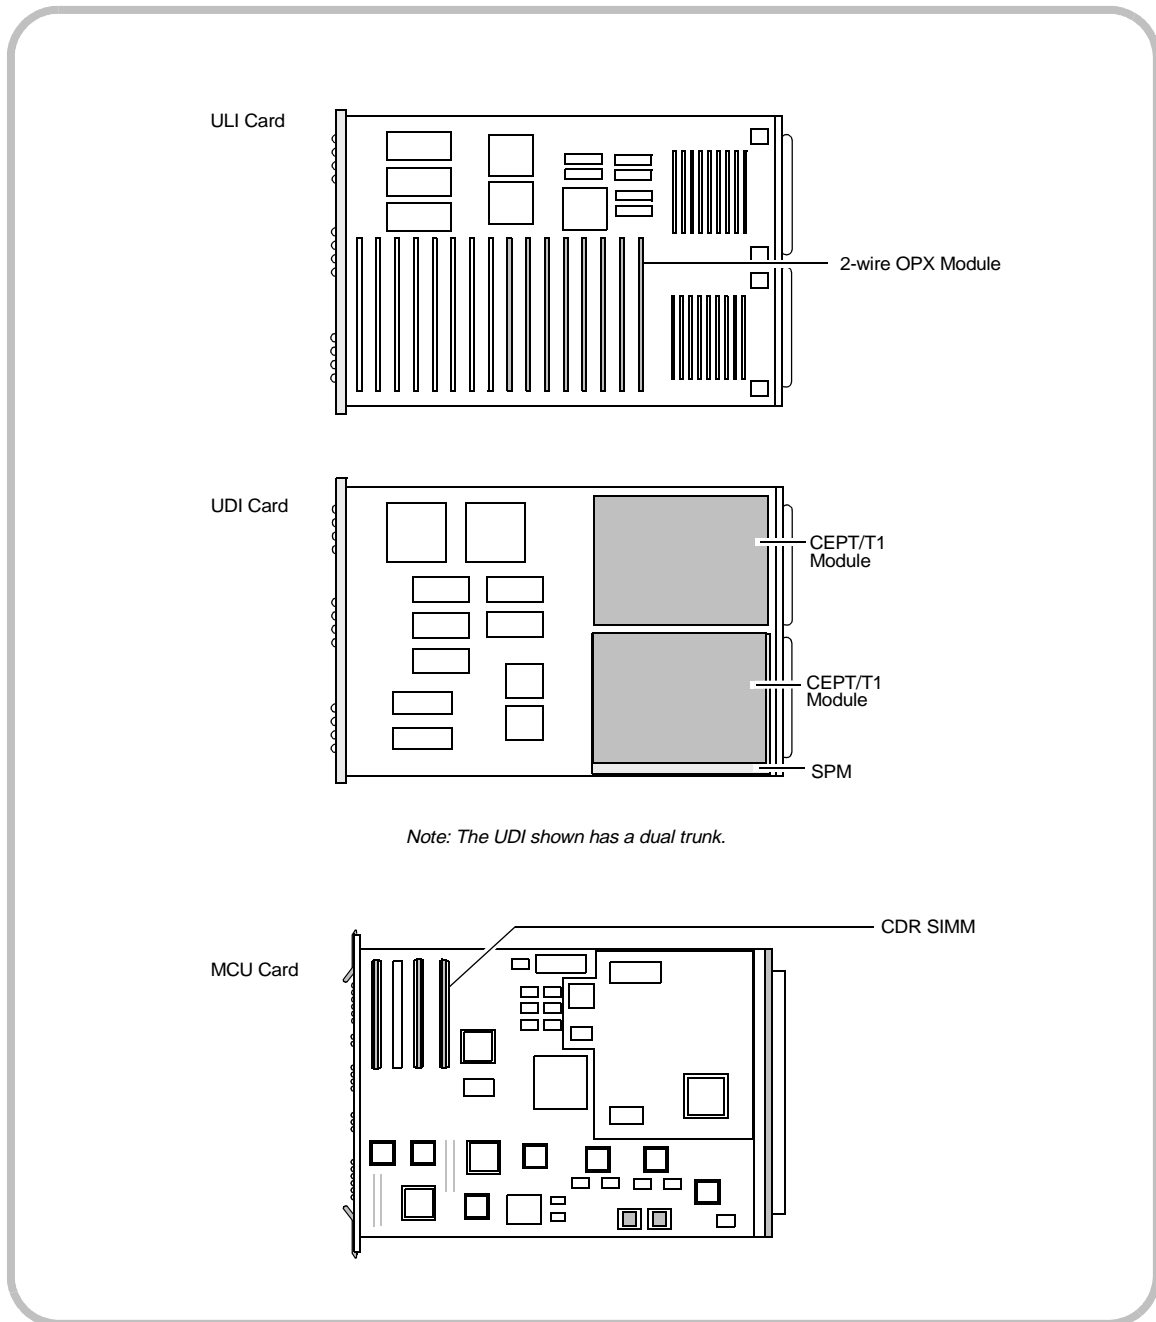 ULI Card
2-wire OPX Module
UDI Card
CEPT/T1
Module
CEPT/T1
Module
SPM
Note: The UDI shown has a dual trunk.
CDR SIMM
MCU Card